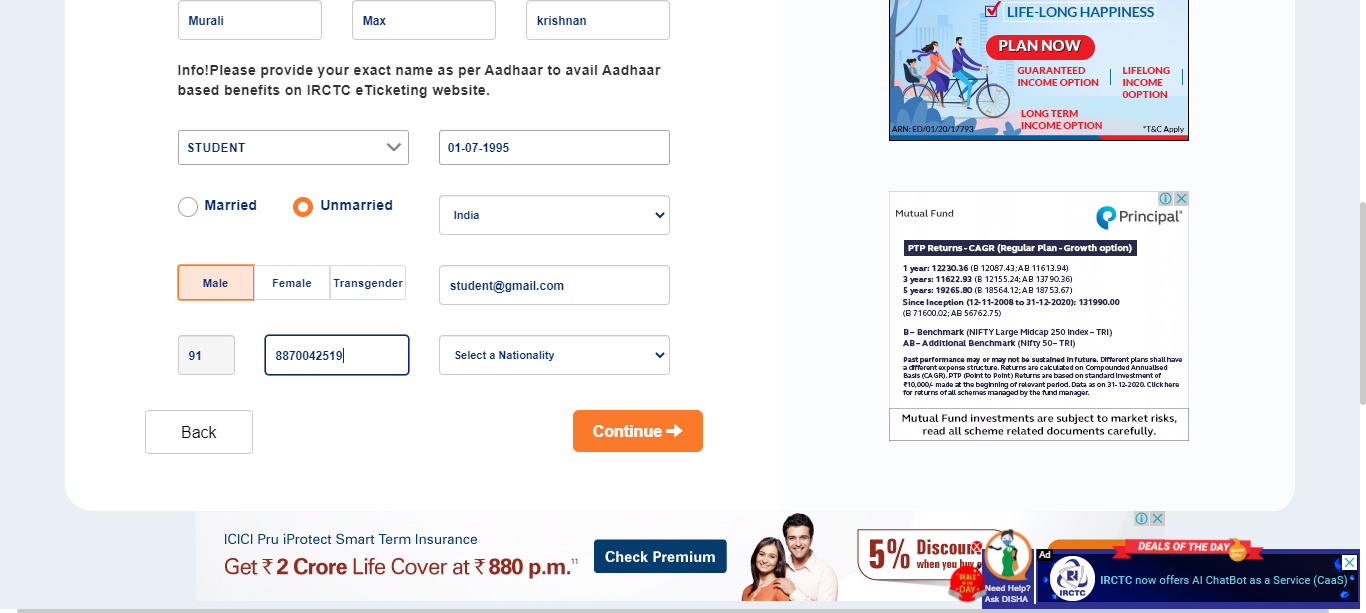 Murali
Max
krishnan
Info!Please provide your exact name as per Aadhaar to avail Aadhaar
based benefits on IRCTC eTicketing website.
STUDENT
01-07-1995
Married
Unmarried
India
Male
Female
Transgender
student@gmail.com
91
8870042519
Select a Nationality
Back
Continue
LIFE-LONG HAPPINESS
PLAN NOW
GUARANTEED
INCOME OPTION
LIFELONG
INCOME
0OPTION
LONG TERM
INCOME OPTION
ARN: ED/01/20/17793
*T&C Apply
Mutual Fund
Principal®
PTP Returns - CAGR (Regular Plan - Growth option)
1 year: 12230.36 (B 12087.43; AB 11613.94)
3 years: 11622.93 (B 12155.24; AB 13790.36)
5 years: 19265.80 (B 18564.12; AB 18753.67)
Since Inception (12-11-2008 to 31-12-2020): 131990.00
(B 71600.02; AB 56762.75)
B – Benchmark (NIFTY Large Midcap 250 Index – TRI)
AB – Additional Benchmark (Nifty 50 – TRI)
Past performance may or may not be sustained in future. Different plans shall have
a different expense structure. Returns are calculated on Compounded Annualised
Basis (CAGR). PTP (Point to Point) Returns are based on standard investment of
₹10,000/- made at the beginning of relevant period. Data as on 31-12-2020. Click here
for returns of all schemes managed by the fund manager.
Mutual Fund investments are subject to market risks,
read all scheme related documents carefully.
ICICI Pru iProtect Smart Term Insurance
Get ₹ 2 Crore Life Cover at ₹ 880 p.m.11
Check Premium
5%
when you buy
DEALS
OF THE
DAY
Need Help?
Ask DISHA
Ad
DEALS OF THE DAY
IRCTC
IRCTC now offers AI ChatBot as a Service (CaaS)